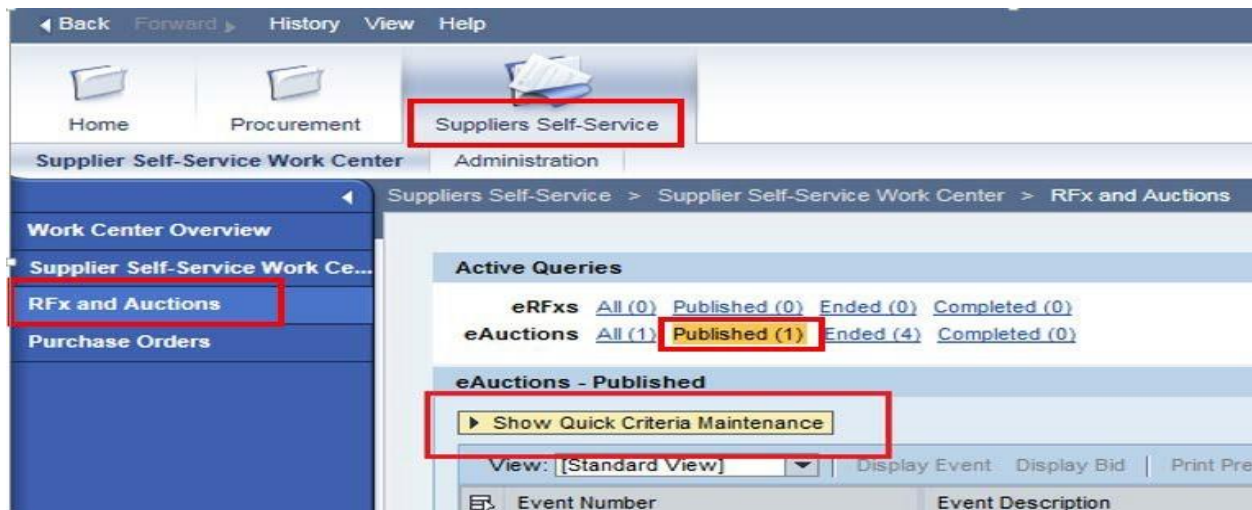 Back Forward History View Help
Home Procurement Suppliers Self-Service
Supplier Self-Service Work Center Administration
Suppliers Self-Service > Supplier Self-Service Work Center > RFx and Auctions
Work Center Overview
Supplier Self-Service Work Ce...
RFx and Auctions
Purchase Orders
Active Queries
eRFxs All (0) Published (0) Ended (0) Completed (0)
eAuctions All (1) Published (1) Ended (4) Completed (0)
eAuctions - Published
Show Quick Criteria Maintenance
View: [Standard View] Display Event Display Bid | Print Pre
Event Number Event Description